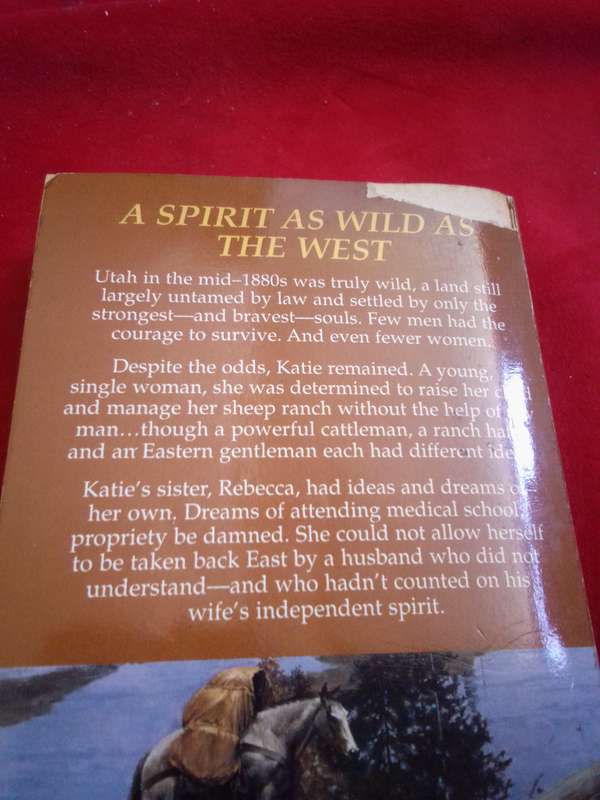 A SPIRIT AS WILD AS
THE WEST
Utah in the mid–1880s was truly wild, a land still
largely untamed by law and settled by only the
strongest—and bravest—souls. Few men had the
courage to survive. And even fewer women.
Despite the odds, Katie remained. A young,
single woman, she was determined to raise her
and manage her sheep ranch without the help of
man...though a powerful cattleman, a ranch
and an Eastern gentleman each had different
Katie's sister, Rebecca, had ideas and dreams
her own. Dreams of attending medical school,
propriety be damned. She could not allow herself
to be taken back East by a husband who did not
understand—and who hadn't counted on his
wife's independent spirit.